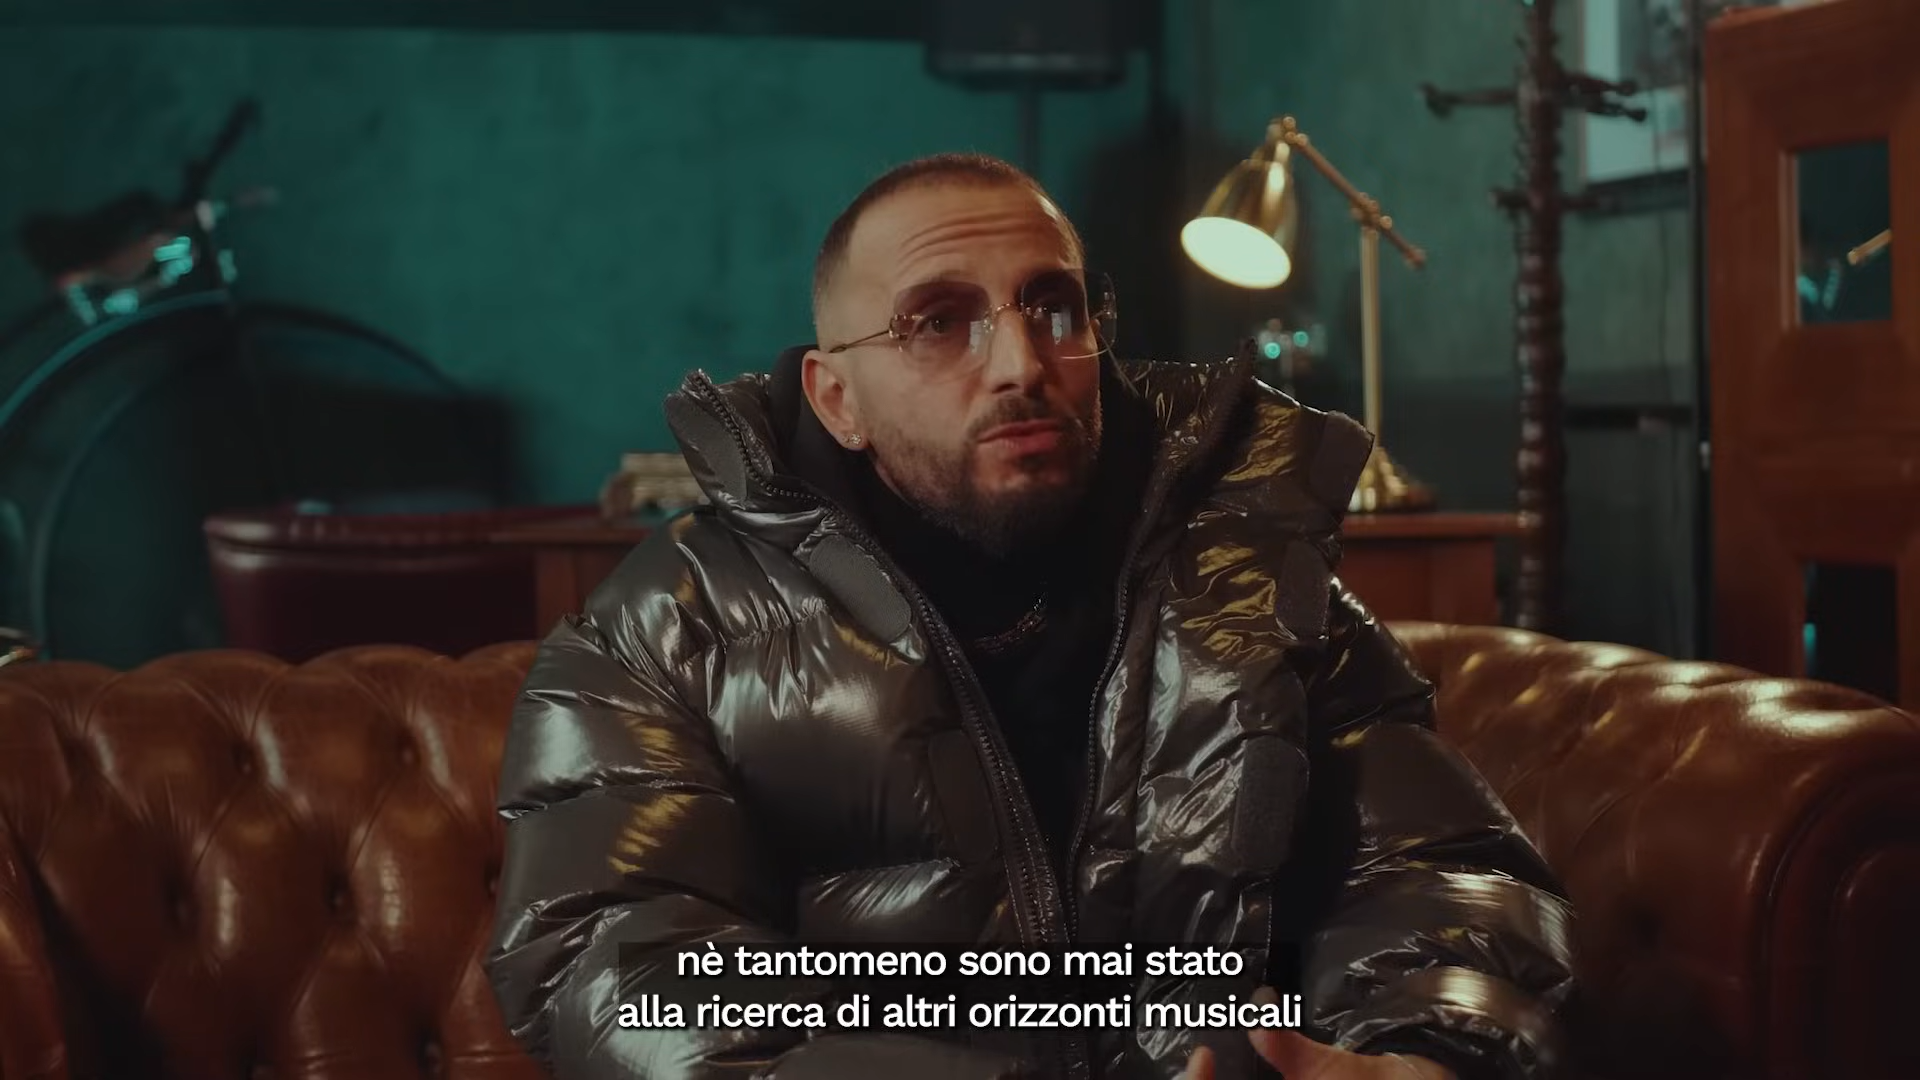 nè tantomeno sono mai stato
alla ricerca di altri orizzonti musicali